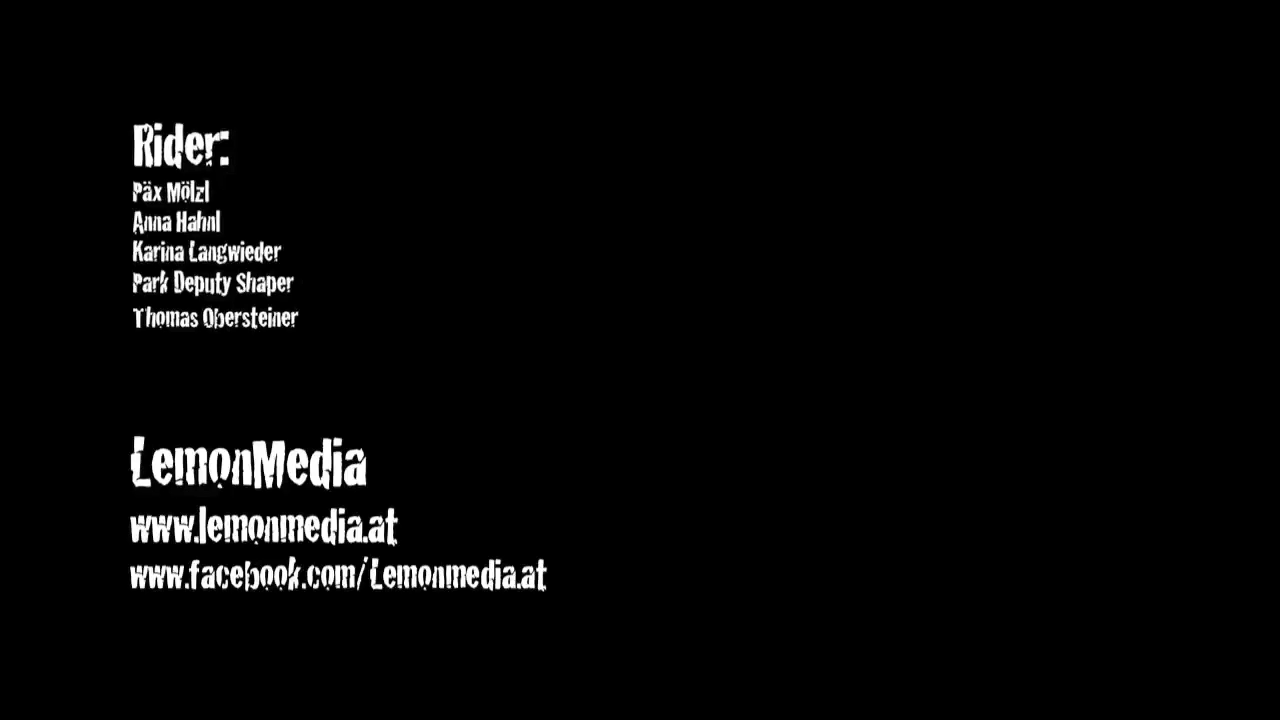 Rider:
Päx Mölzl
Anna Hahnl
Karina Langwieder
Park Deputy Shaper
Thomas Obersteiner
LemonMedia
www.lemonmedia.at
www.facebook.com/Lemonmedia.at